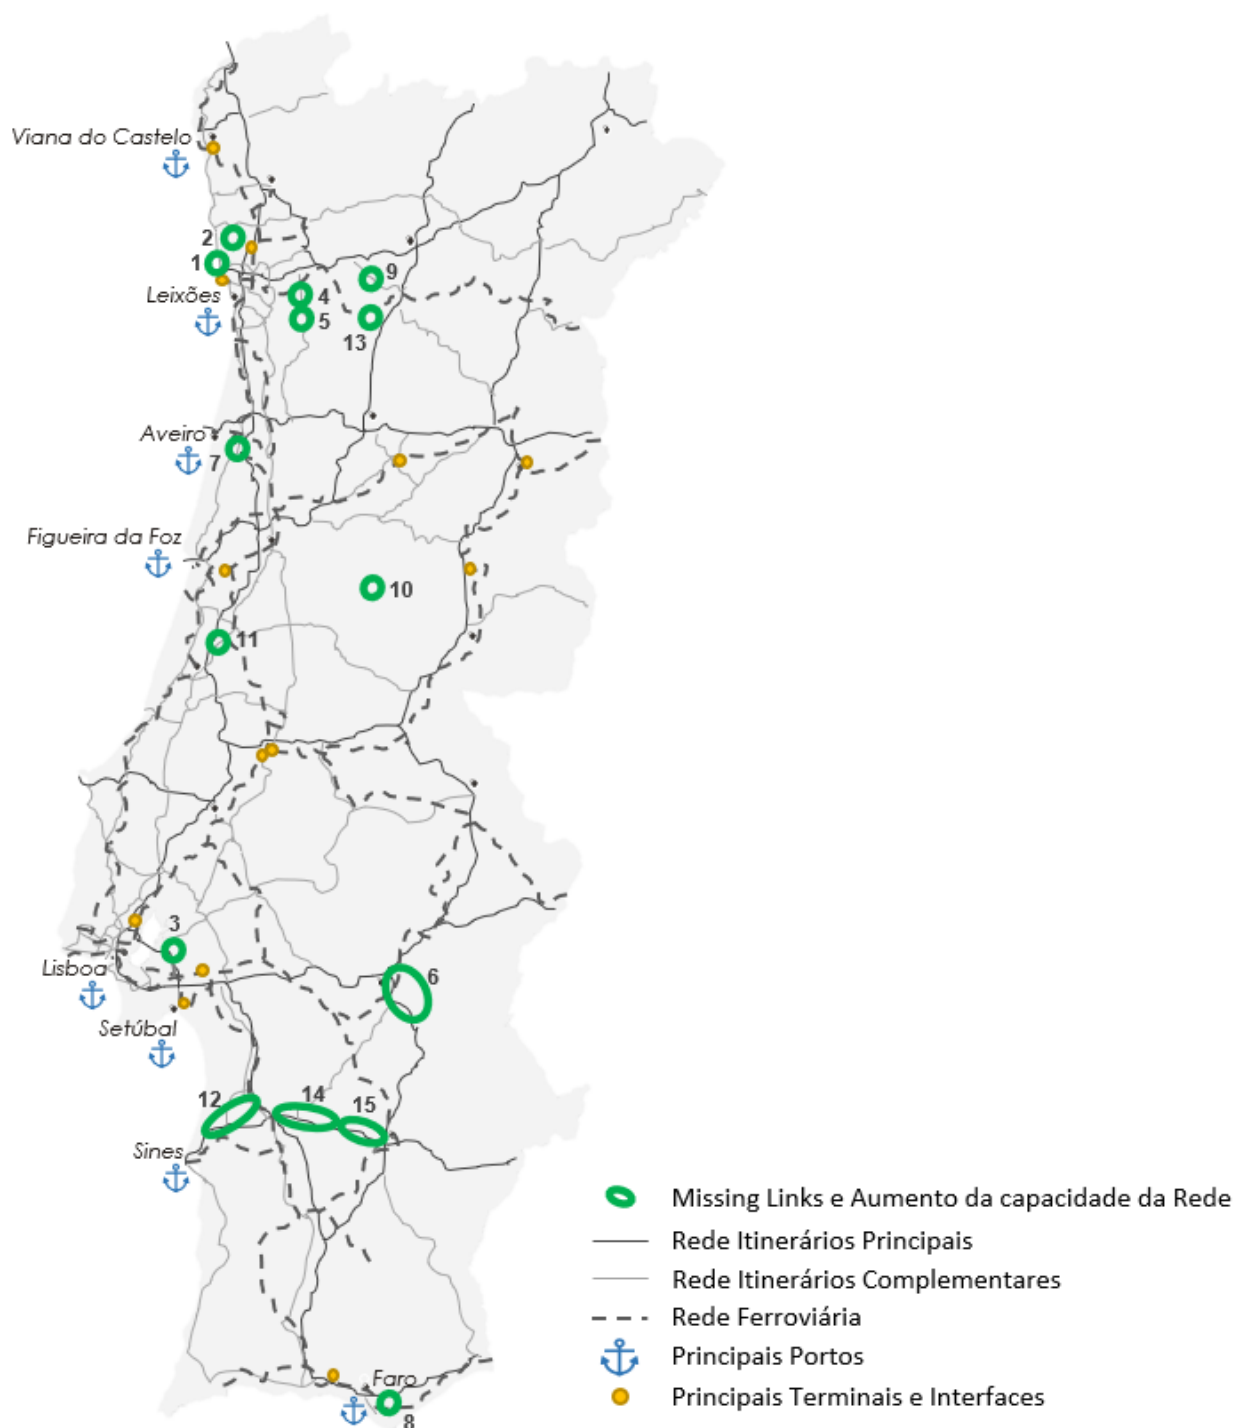 Viana do Castelo
2
1
9
Leixões
4
5
13
Aveiro
7
Figueira da Foz
10
11
3
Lisboa
6
Setúbal
12
14
15
Sines
Missing Links e Aumento da capacidade da Rede
Rede Itinerários Principais
Rede Itinerários Complementares
Rede Ferroviária
Principais Portos
Faro
Principais Terminais e Interfaces
8